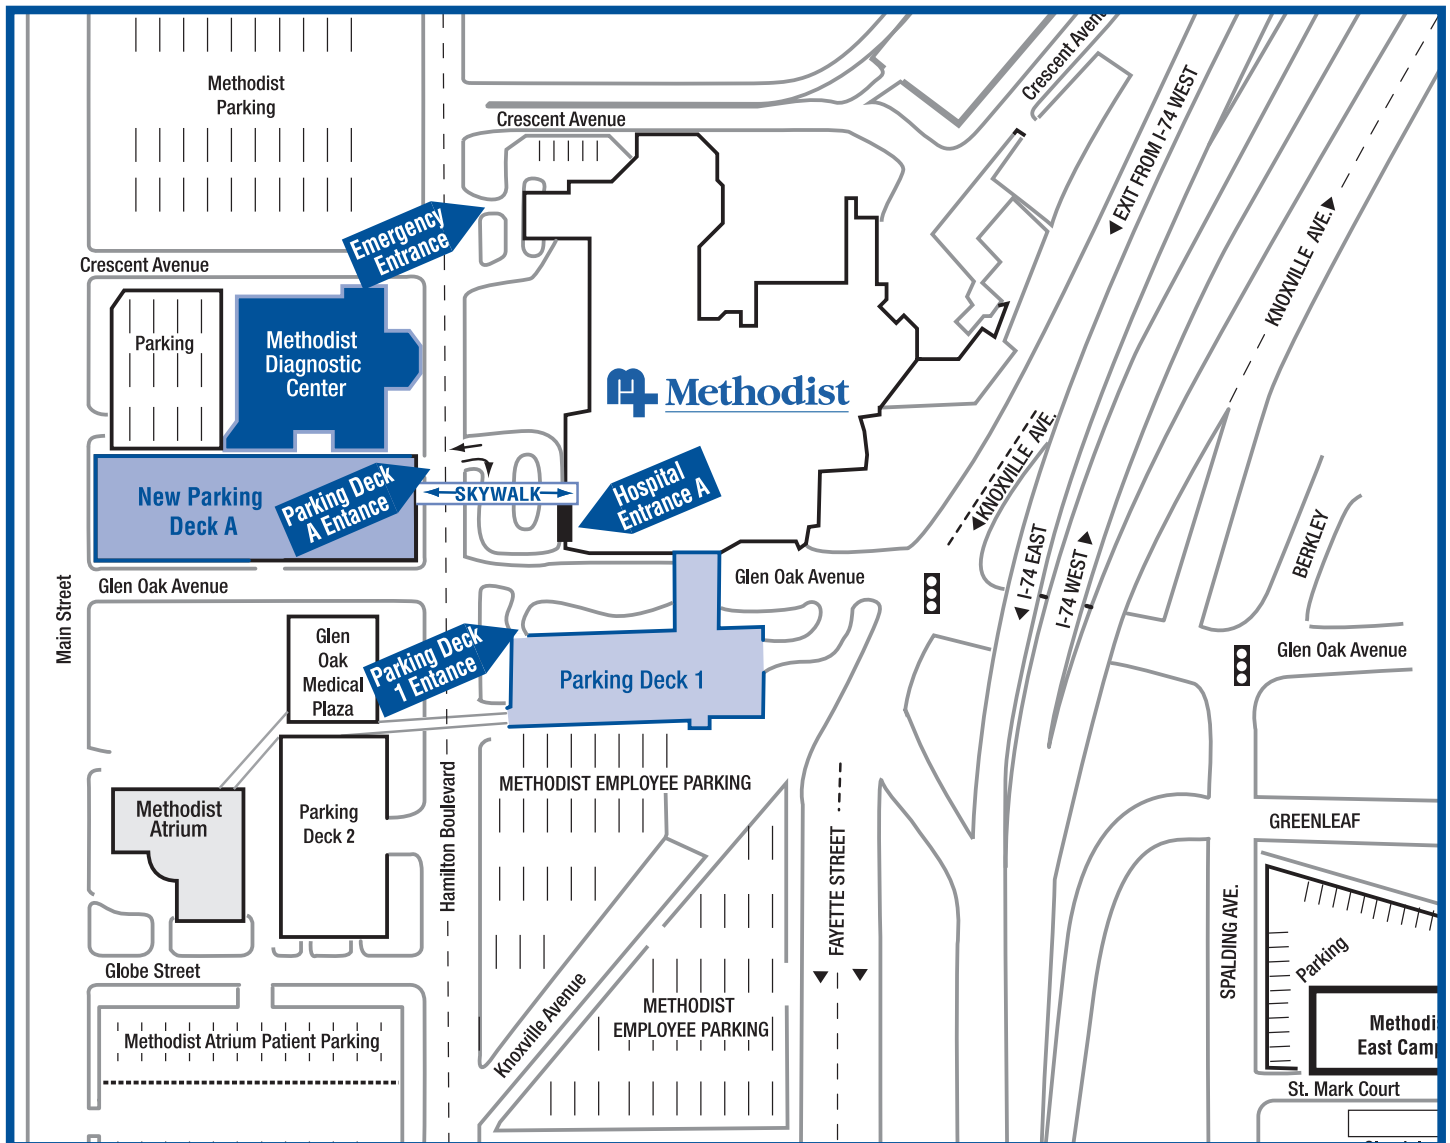 Methodist
Parking
Crescent Avenue
Crescent Avenue
EXIT FROM I-74 WEST
KNOXVILLE AVE.
Emergency
Entrance
Crescent Avenue
Parking
Methodist
Diagnostic
Center
Methodist
KNOXVILLE AVE.
New Parking
Deck A
Parking Deck
A Entance
SKYWALK
Hospital
Entrance A
I-74 EAST
I-74 WEST
BERKLEY
Main Street
Glen Oak Avenue
Glen Oak Avenue
Glen Oak Avenue
Glen
Oak
Medical
Plaza
Parking Deck
1 Entance
Parking Deck 1
METHODIST EMPLOYEE PARKING
Methodist
Atrium
Parking
Deck 2
Hamilton Boulevard
FAYETTE STREET
GREENLEAF
SPALDING AVE.
Parking
Globe Street
Knoxville Avenue
METHODIST
EMPLOYEE PARKING
Methodis
East Camp
Methodist Atrium Patient Parking
St. Mark Court